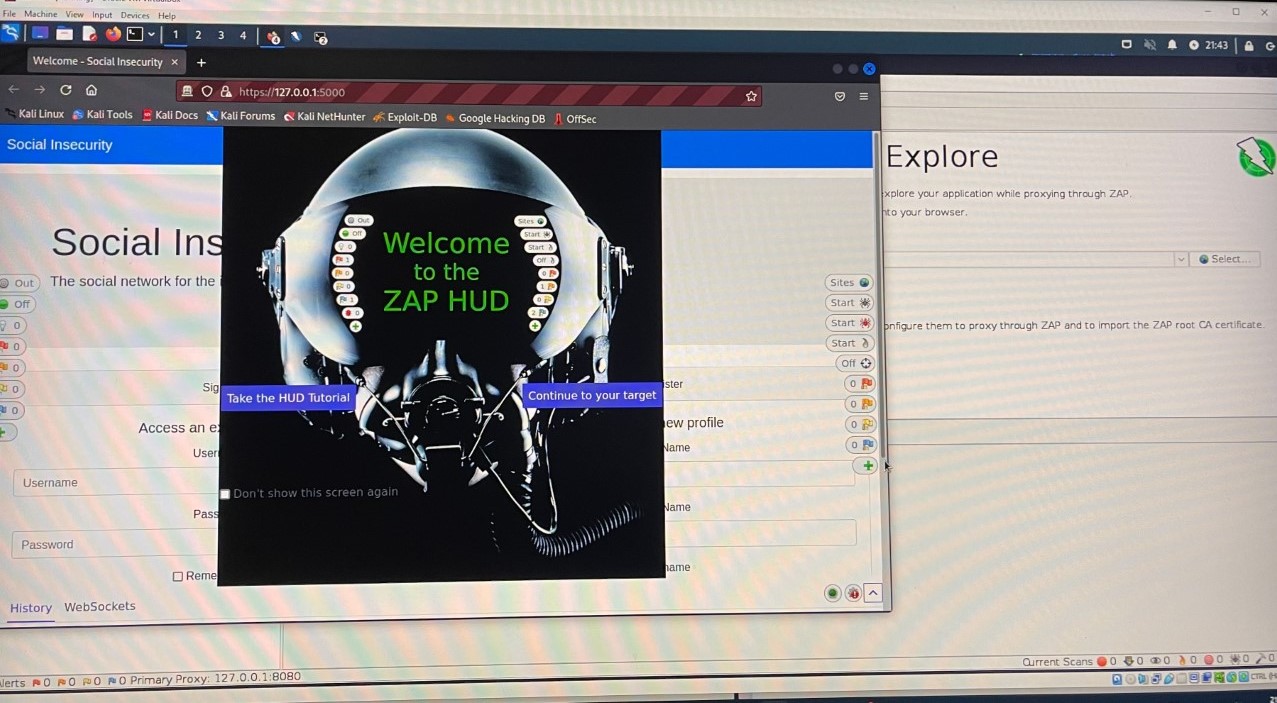 File Machine View Input Devices Help
1 2 3 4
21:43
Welcome - Social Insecurity
https://127.0.0.1:5000
Kali Linux Kali Tools Kali Docs Kali Forums Kali NetHunter Exploit-DB Google Hacking DB OffSec
Social Insecurity
Explore
explore your application while proxying through ZAP.
nto your browser.
Select...
onfigure them to proxy through ZAP and to import the ZAP root CA certificate.
Social Ins
The social network for the i
Out
Off
0
0
0
0
0
Out
Off
0
1
0
0
1
0
Welcome
to the
ZAP HUD
Sites
Start
Start
Off
0
1
0
2
Take the HUD Tutorial
Continue to your target
Don't show this screen again
Sites
Start
Start
Start
Off
0
0
0
0
Sig
ister
Access an e
ew profile
User
Name
Username
Pass
Name
Password
Reme
name
History WebSockets
Current Scans 0 0 0 0 0 0 0
lerts 0 0 0 0 Primary Proxy: 127.0.0.1:8080